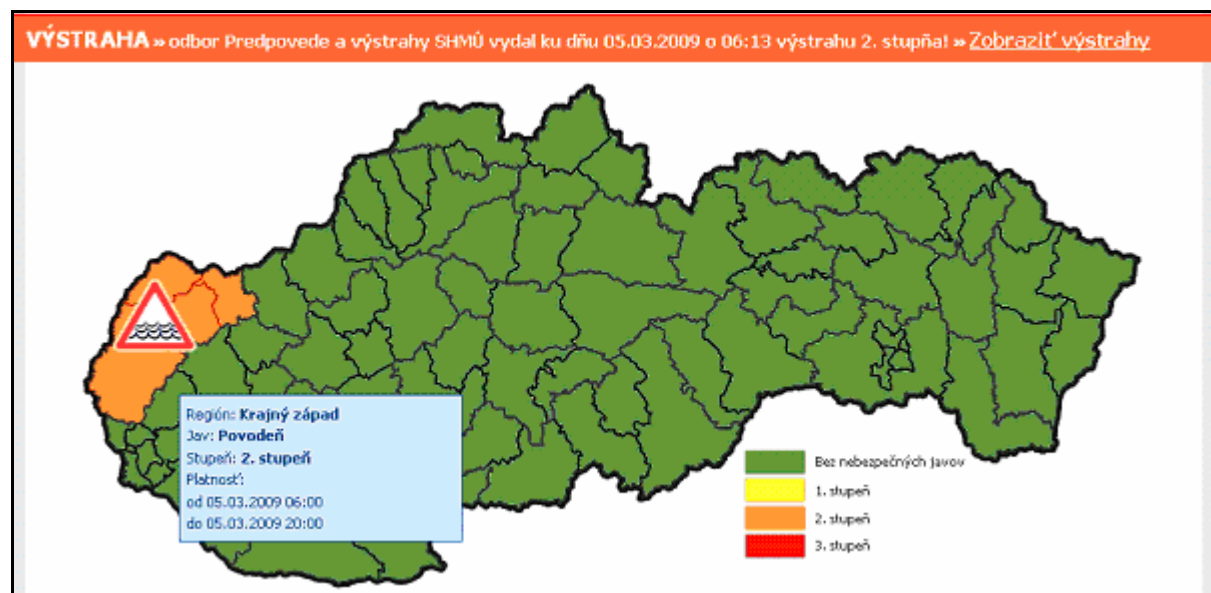 VÝSTRAHA » odbor Predpovede a výstrahy SHMÚ vydal ku dňu 05.03.2009 o 06:13 výstrahu 2. stupňa! » Zobraziť výstrahy
Región: Krajný západ
Jav: Povodeň
Stupeň: 2. stupeň
Platnosť:
od 05.03.2009 06:00
do 05.03.2009 20:00
Bez nebezpečných javov
1. stupeň
2. stupeň
3. stupeň